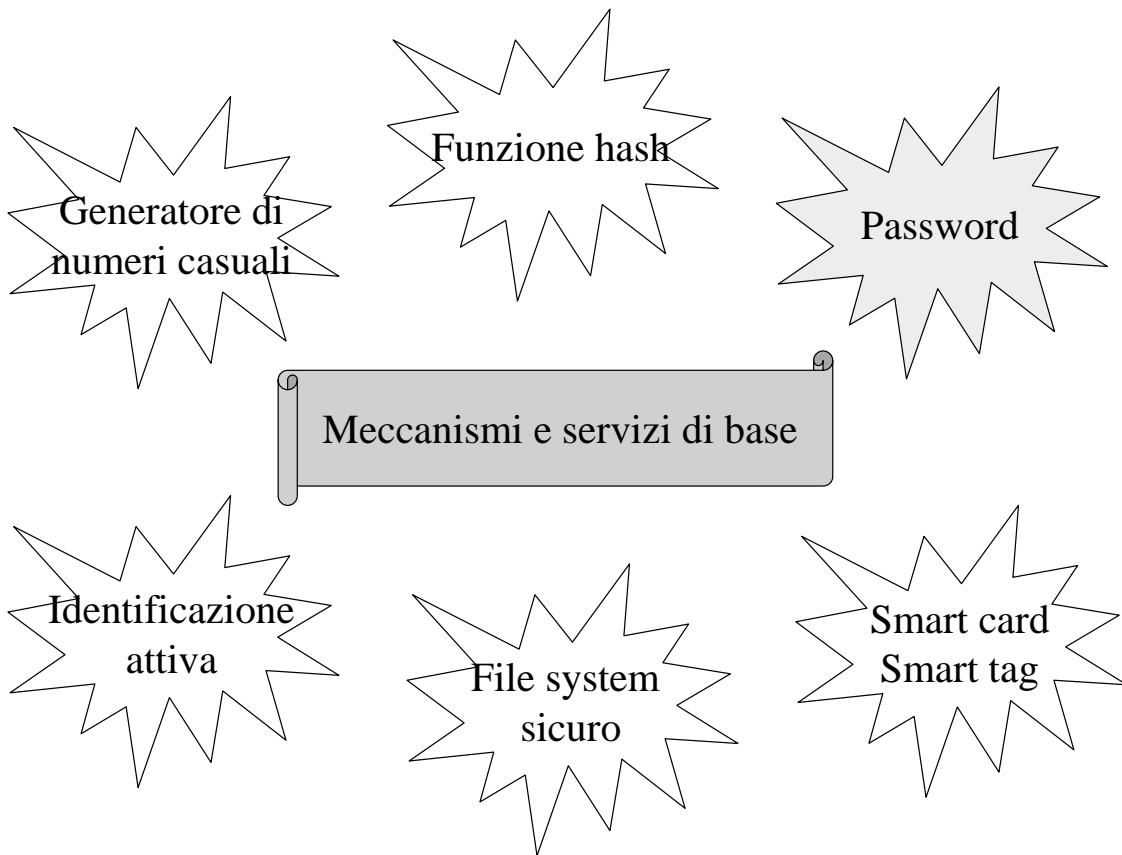 Funzione hash
Generatore di
numeri casuali
Password
Meccanismi e servizi di base
Identificazione
attiva
File system
sicuro
Smart card
Smart tag